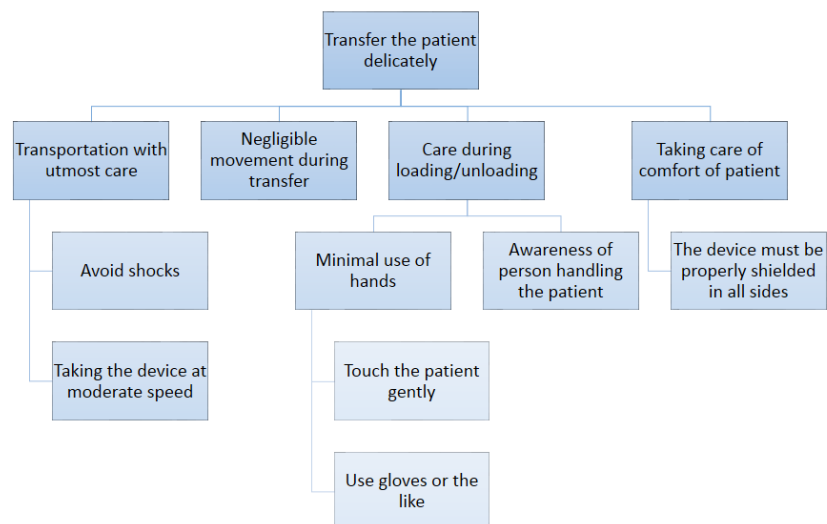 Transfer the patient
delicately
Transportation with
utmost care
Negligible
movement during
transfer
Care during
loading/unloading
Taking care of
comfort of patient
Avoid shocks
Minimal use of
hands
Awareness of
person handling
the patient
The device must be
properly shielded
in all sides
Taking the device at
moderate speed
Touch the patient
gently
Use gloves or the
like